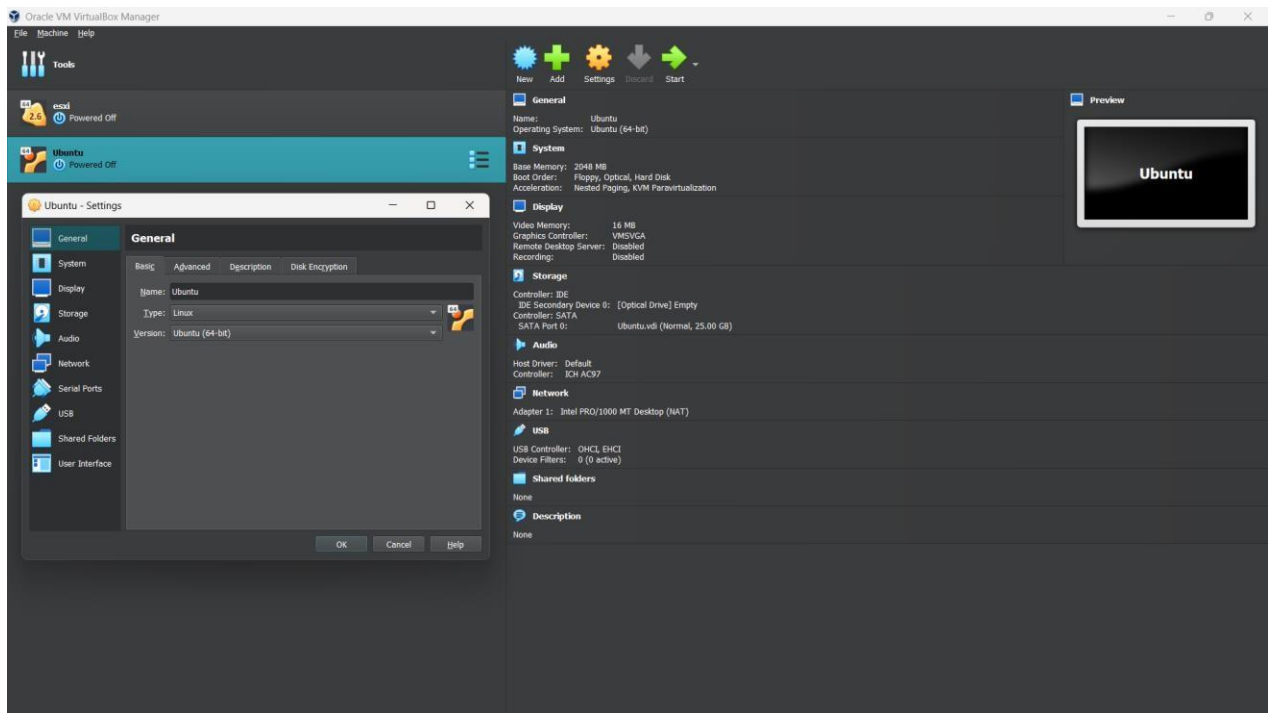 Oracle VM VirtualBox Manager
File Machine Help
Tools
New Add Settings Discard Start
64
2.6
esxi
Powered Off
64
Ubuntu
Powered Off
General
Name: Ubuntu
Operating System: Ubuntu (64-bit)
System
Base Memory: 2048 MB
Boot Order: Floppy, Optical, Hard Disk
Acceleration: Nested Paging, KVM Paravirtualization
Display
Video Memory: 16 MB
Graphics Controller: VMSVGA
Remote Desktop Server: Disabled
Recording: Disabled
Storage
Controller: IDE
IDE Secondary Device 0: [Optical Drive] Empty
Controller: SATA
SATA Port 0: Ubuntu.vdi (Normal, 25.00 GB)
Audio
Host Driver: Default
Controller: ICH AC97
Network
Adapter 1: Intel PRO/1000 MT Desktop (NAT)
USB
USB Controller: OHCI, EHCI
Device Filters: 0 (0 active)
Shared folders
None
Description
None
Preview
Ubuntu
Ubuntu - Settings
General
System
Display
Storage
Audio
Network
Serial Ports
USB
Shared Folders
User Interface
General
Basic Advanced Description Disk Encryption
Name: Ubuntu
Type: Linux
Version: Ubuntu (64-bit)
64
OK Cancel Help